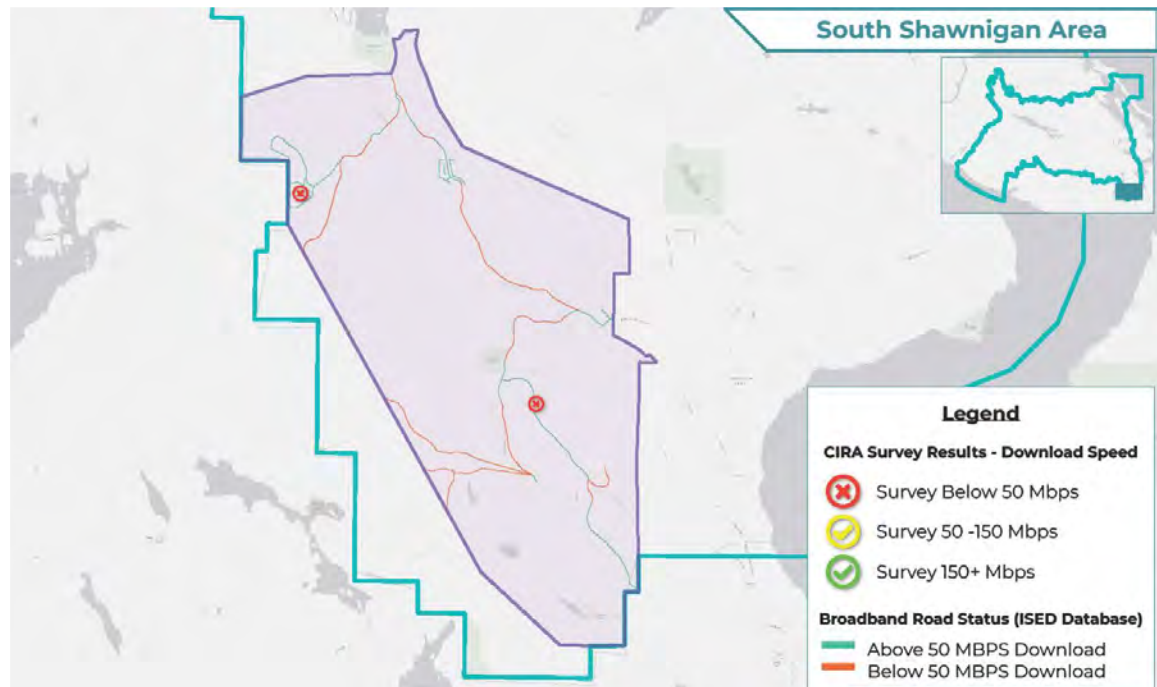 South Shawnigan Area
Legend
CIRA Survey Results - Download Speed
Survey Below 50 Mbps
Survey 50 -150 Mbps
Survey 150+ Mbps
Broadband Road Status (ISED Database)
Above 50 MBPS Download
Below 50 MBPS Download